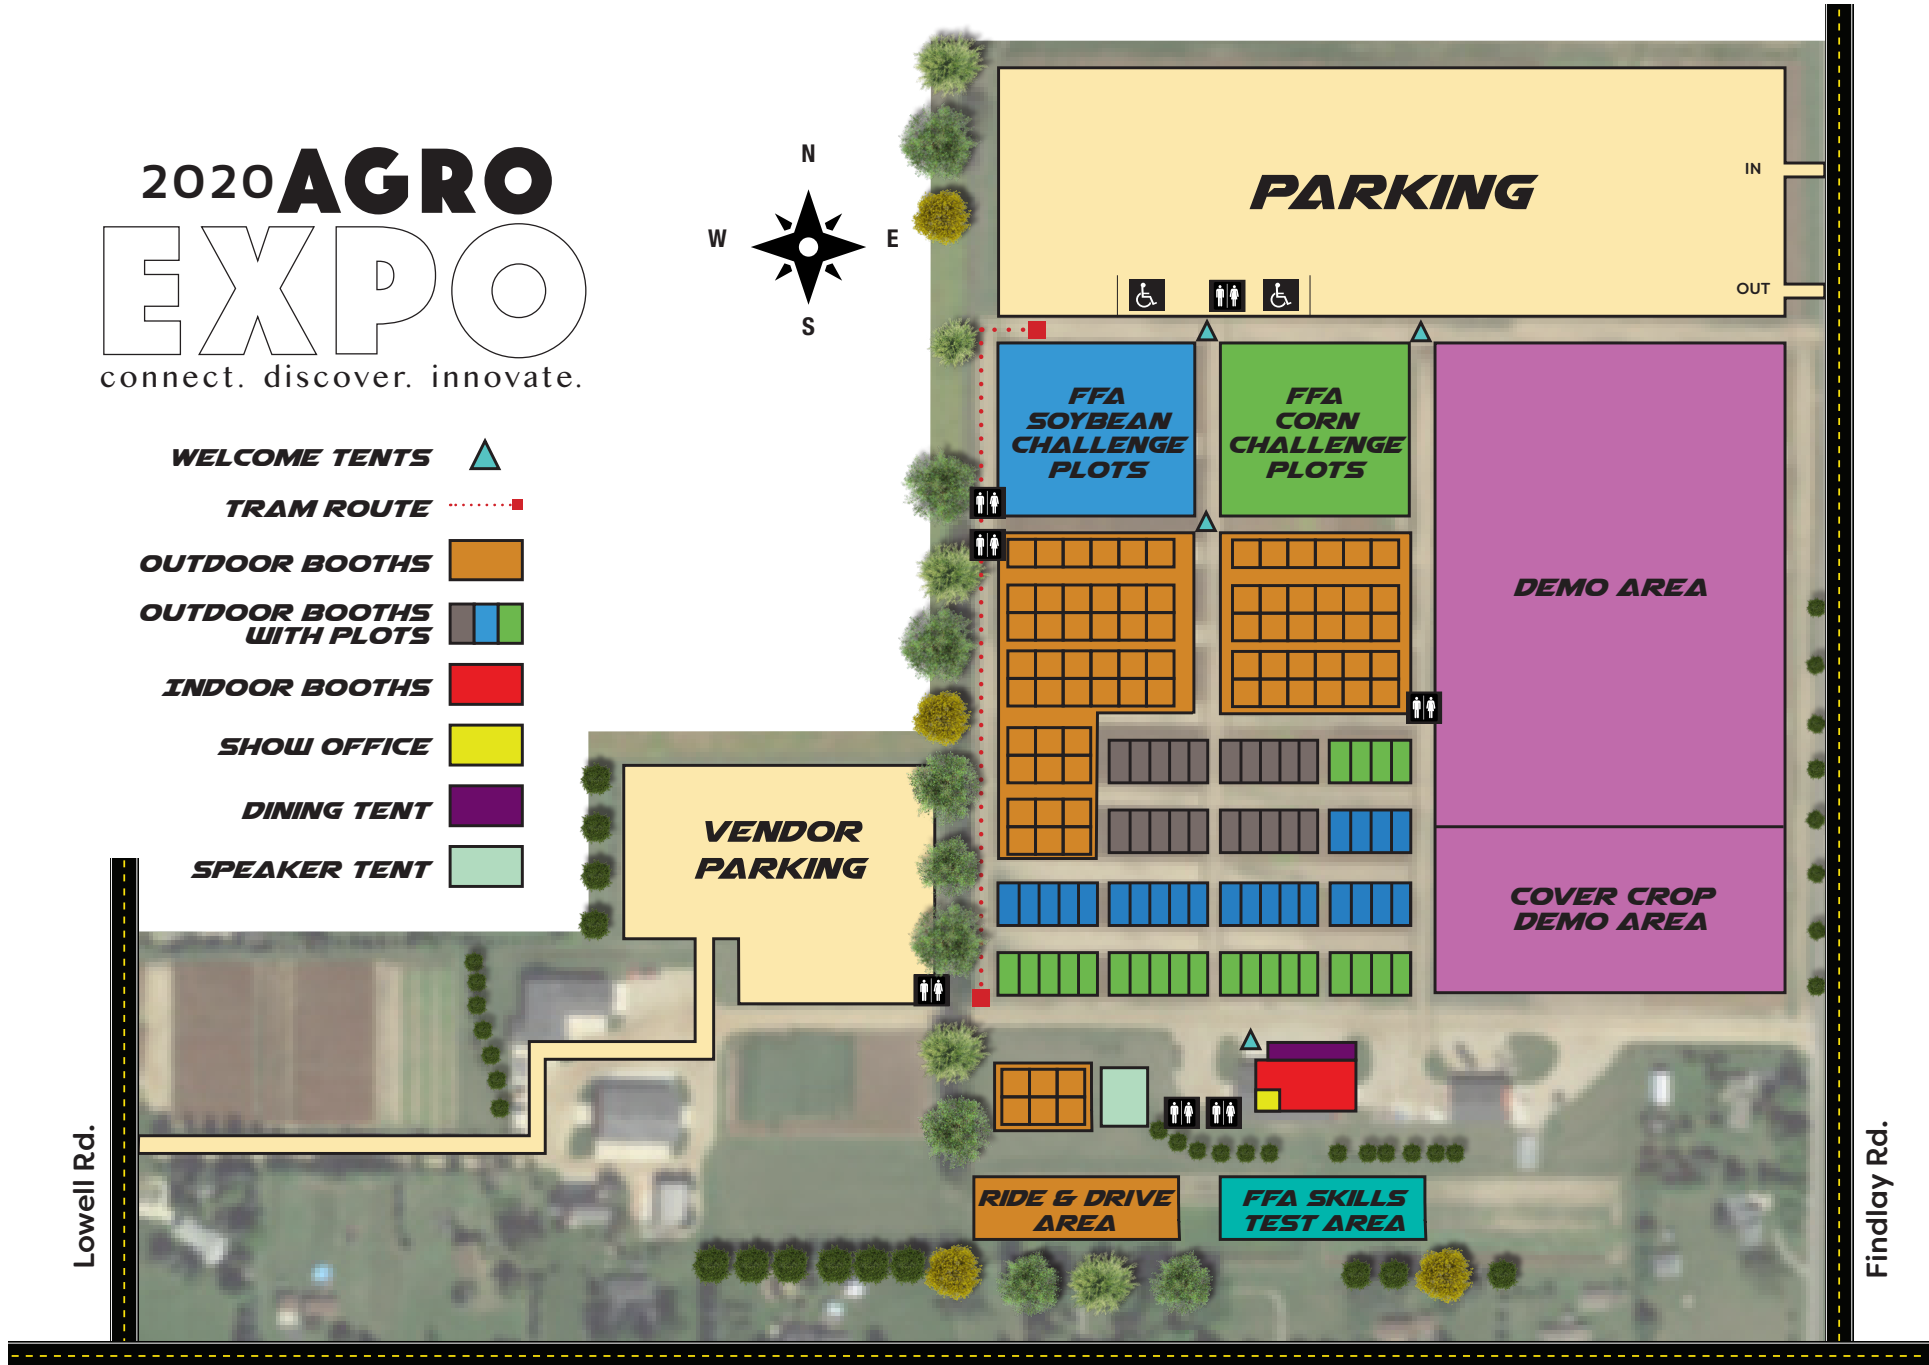 2020 AGRO
EXPO
connect. discover. innovate.
N
W
E
S
WELCOME TENTS
TRAM ROUTE
OUTDOOR BOOTHS
OUTDOOR BOOTHS
WITH PLOTS
INDOOR BOOTHS
SHOW OFFICE
DINING TENT
SPEAKER TENT
PARKING
IN
OUT
FFA
SOYBEAN
CHALLENGE
PLOTS
FFA
CORN
CHALLENGE
PLOTS
DEMO AREA
VENDOR
PARKING
COVER CROP
DEMO AREA
RIDE & DRIVE
AREA
FFA SKILLS
TEST AREA
Lowell Rd.
Findlay Rd.